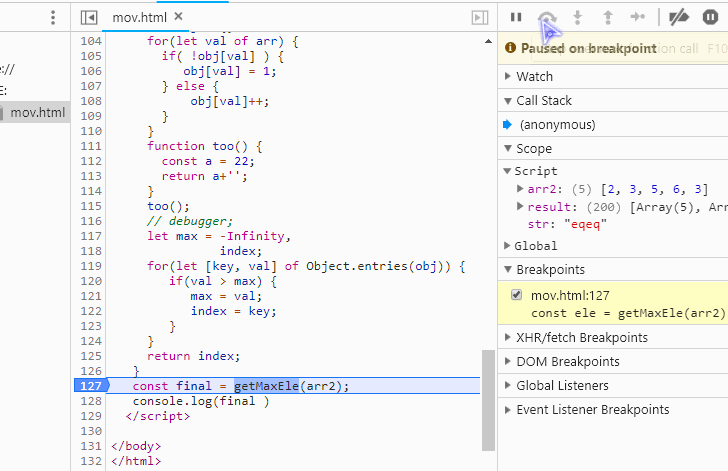 mov.html ×
e://
E:
mov.html
104 for(let val of arr) {
105 if( !obj[val] ) {
106 obj[val] = 1;
107 } else {
108 obj[val]++;
109 }
110 }
111 function too() {
112 const a = 22;
113 return a+'';
114 }
115 too();
116 // debugger;
117 let max = -Infinity,
118 index;
119 for(let [key, val] of Object.entries(obj)) {
120 if(val > max) {
121 max = val;
122 index = key;
123 }
124 }
125 return index;
126 }
127 const final = getMaxEle(arr2);
128 console.log(final )
129 </script>
130
131 </body>
132 </html>
Paused on breakpoint
ion call F10
Watch
Call Stack
(anonymous)
Scope
Script
arr2: (5) [2, 3, 5, 6, 3]
result: (200) [Array(5), Arr
str: "eqeq"
Global
Breakpoints
mov.html:127
const ele = getMaxEle(arr2)
XHR/fetch Breakpoints
DOM Breakpoints
Global Listeners
Event Listener Breakpoints